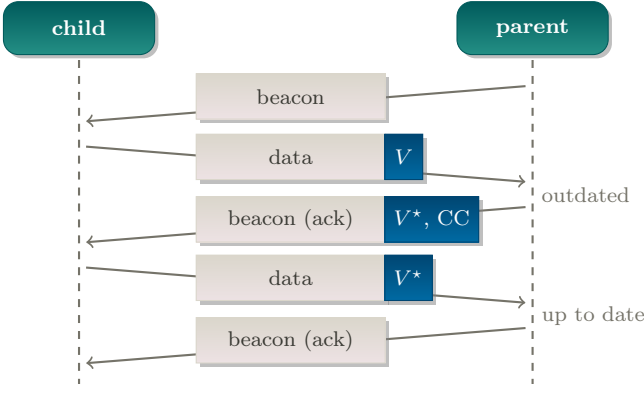 child
parent
beacon
data V
outdated
beacon (ack) V⋆, CC
data V⋆
up to date
beacon (ack)